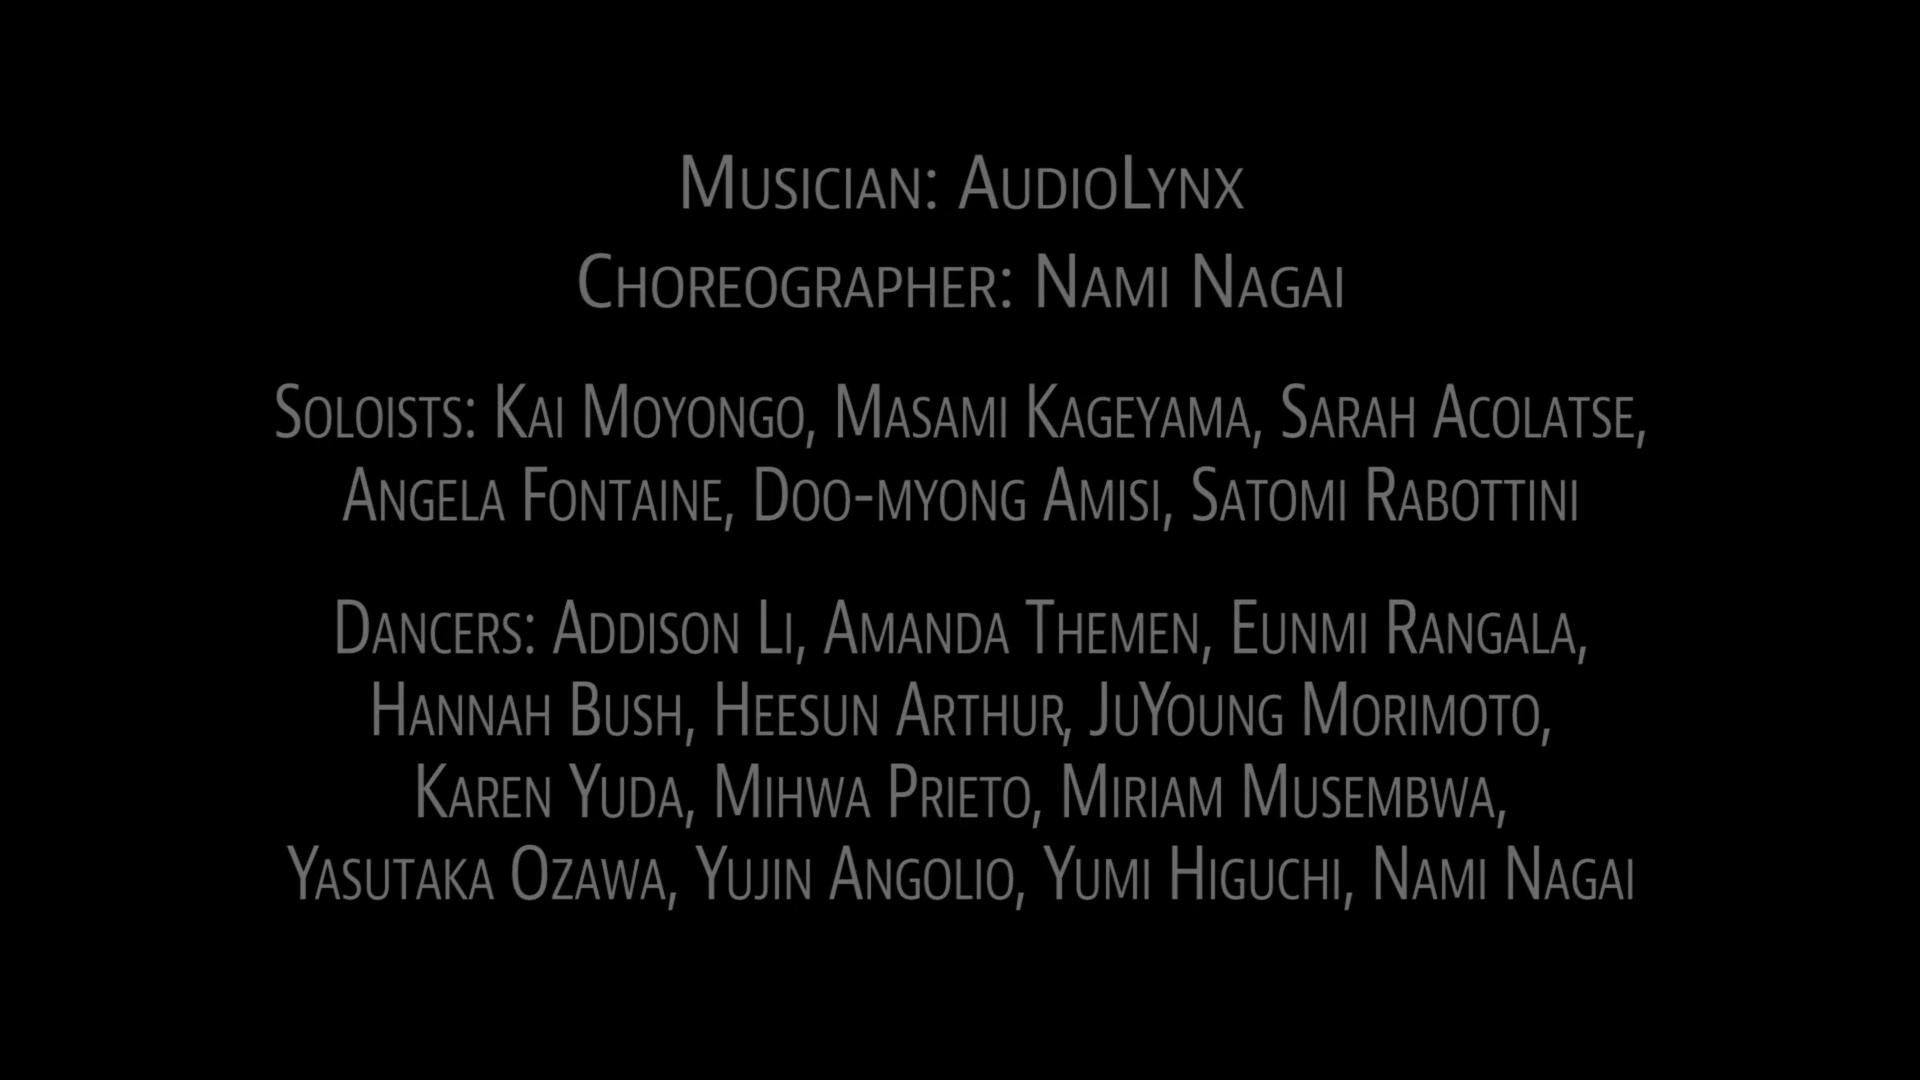 Musician: AudioLynx
Choreographer: Nami Nagai
Soloists: Kai Moyongo, Masami Kageyama, Sarah Acolatse,
Angela Fontaine, Doo-myong Amisi, Satomi Rabottini
Dancers: Addison Li, Amanda Themen, Eunmi Rangala,
Hannah Bush, Heesun Arthur, JuYoung Morimoto,
Karen Yuda, Mihwa Prieto, Miriam Musembwa,
Yasutaka Ozawa, Yujin Angolio, Yumi Higuchi, Nami Nagai